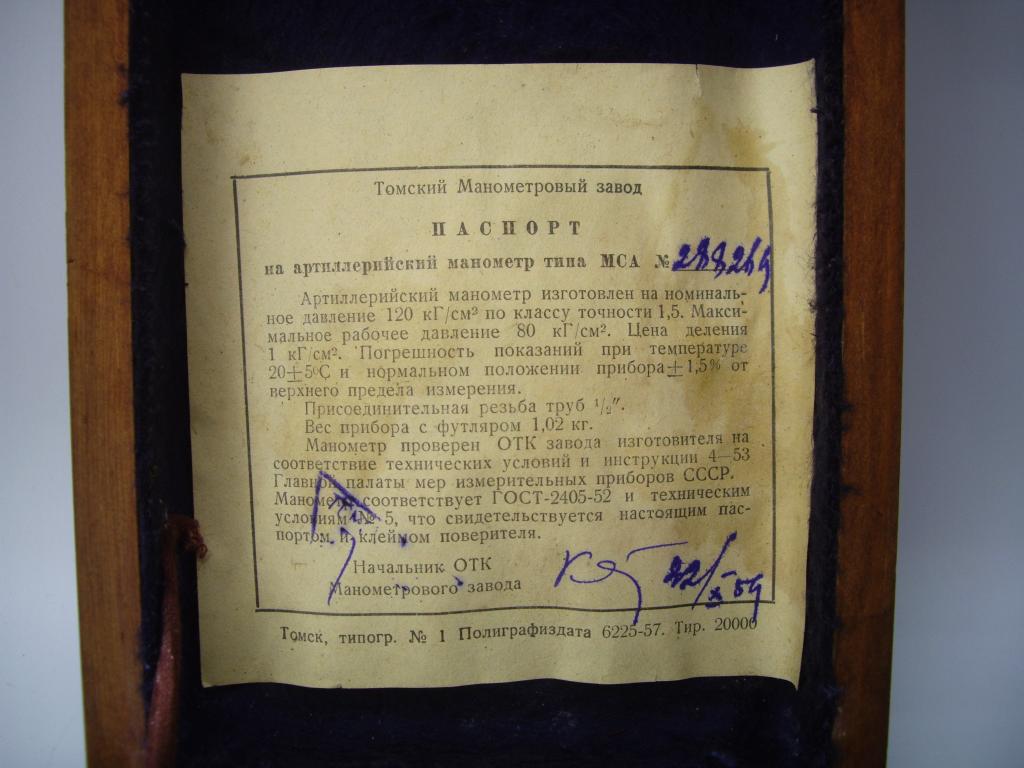 Томский Манометровый завод
ПАСПОРТ
на артиллерийский манометр типа МСА № 288269
Артиллерийский манометр изготовлен на номиналь-
ное давление 120 кГ/см² по классу точности 1,5. Макси-
мальное рабочее давление 80 кГ/см². Цена деления
1 кГ/см². Погрешность показаний при температуре
20±5°С и нормальном положении прибора ±1,5% от
верхнего предела измерения.
Присоединительная резьба труб ¹/₂".
Вес прибора с футляром 1,02 кг.
Манометр проверен ОТК завода изготовителя на
соответствие технических условий и инструкции 4—53
Главной палаты мер измерительных приборов СССР.
Манометр соответствует ГОСТ-2405-52 и техническим
условиям № 5, что свидетельствуется настоящим пас-
портом и клеймом поверителя.
Начальник ОТК
Манометрового завода
22/X 59
Томск, типогр. № 1 Полиграфиздата 6225-57. Тир. 20000